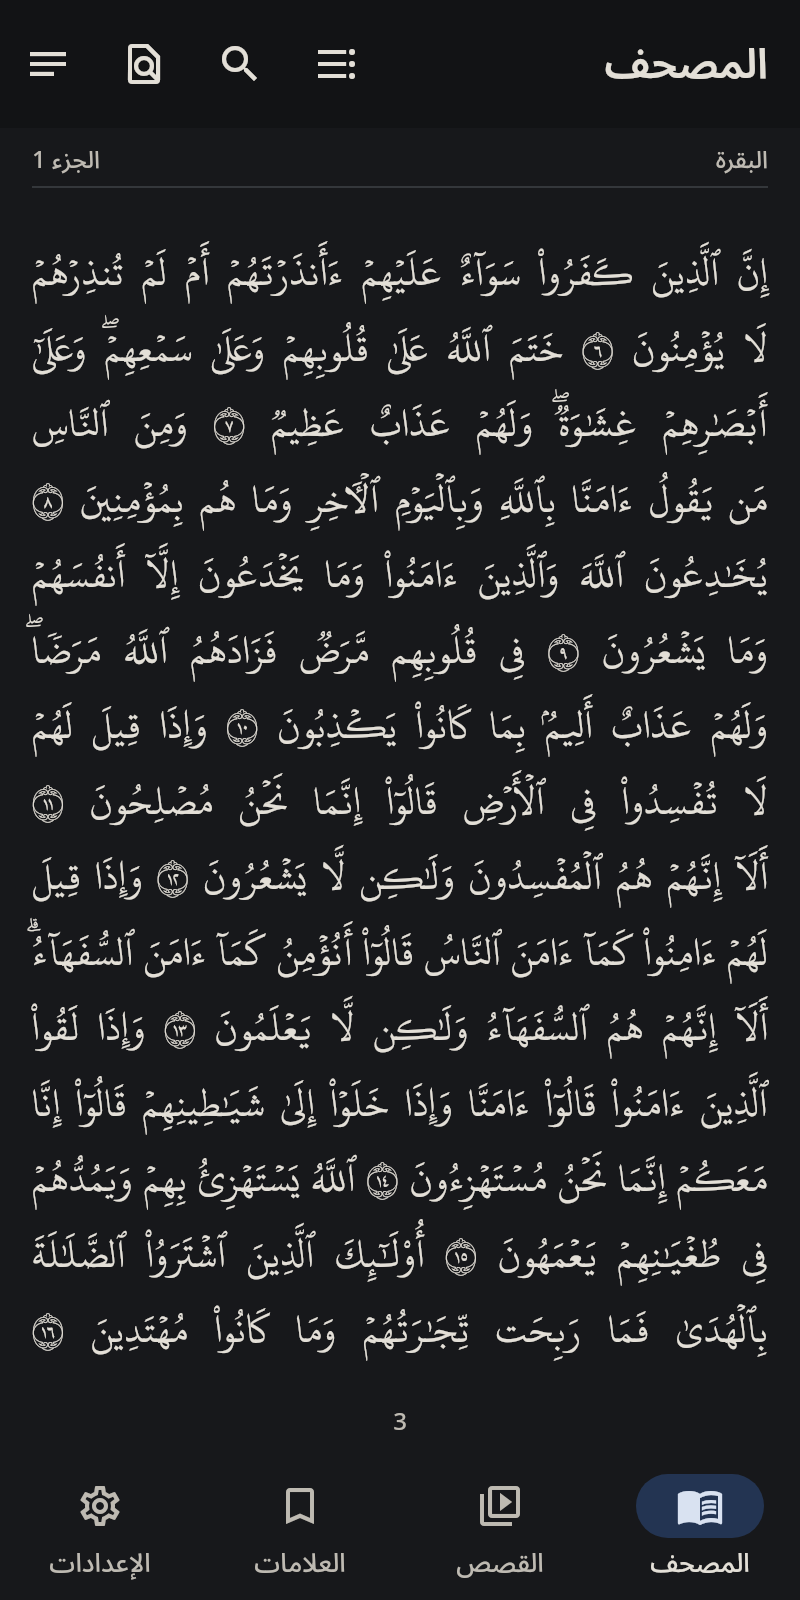 المصحف
البقرة
الجزء 1
إِنَّ ٱلَّذِينَ كَفَرُوا۟ سَوَآءٌ عَلَيْهِمْ ءَأَنذَرْتَهُمْ أَمْ لَمْ تُنذِرْهُمْ
لَا يُؤْمِنُونَ ٦ خَتَمَ ٱللَّهُ عَلَىٰ قُلُوبِهِمْ وَعَلَىٰ سَمْعِهِمْ ۖ وَعَلَىٰٓ
أَبْصَـٰرِهِمْ غِشَـٰوَةٌ ۖ وَلَهُمْ عَذَابٌ عَظِيمٌ ٧ وَمِنَ ٱلنَّاسِ
مَن يَقُولُ ءَامَنَّا بِٱللَّهِ وَبِٱلْيَوْمِ ٱلْـَٔاخِرِ وَمَا هُم بِمُؤْمِنِينَ ٨
يُخَـٰدِعُونَ ٱللَّهَ وَٱلَّذِينَ ءَامَنُوا۟ وَمَا يَخْدَعُونَ إِلَّآ أَنفُسَهُمْ
وَمَا يَشْعُرُونَ ٩ فِى قُلُوبِهِم مَّرَضٌ فَزَادَهُمُ ٱللَّهُ مَرَضًا ۖ
وَلَهُمْ عَذَابٌ أَلِيمٌۢ بِمَا كَانُوا۟ يَكْذِبُونَ ١٠ وَإِذَا قِيلَ لَهُمْ
لَا تُفْسِدُوا۟ فِى ٱلْأَرْضِ قَالُوٓا۟ إِنَّمَا نَحْنُ مُصْلِحُونَ ١١
أَلَآ إِنَّهُمْ هُمُ ٱلْمُفْسِدُونَ وَلَـٰكِن لَّا يَشْعُرُونَ ١٢ وَإِذَا قِيلَ
لَهُمْ ءَامِنُوا۟ كَمَآ ءَامَنَ ٱلنَّاسُ قَالُوٓا۟ أَنُؤْمِنُ كَمَآ ءَامَنَ ٱلسُّفَهَآءُ ۗ
أَلَآ إِنَّهُمْ هُمُ ٱلسُّفَهَآءُ وَلَـٰكِن لَّا يَعْلَمُونَ ١٣ وَإِذَا لَقُوا۟
ٱلَّذِينَ ءَامَنُوا۟ قَالُوٓا۟ ءَامَنَّا وَإِذَا خَلَوْا۟ إِلَىٰ شَيَـٰطِينِهِمْ قَالُوٓا۟ إِنَّا
مَعَكُمْ إِنَّمَا نَحْنُ مُسْتَهْزِءُونَ ١٤ ٱللَّهُ يَسْتَهْزِئُ بِهِمْ وَيَمُدُّهُمْ
فِى طُغْيَـٰنِهِمْ يَعْمَهُونَ ١٥ أُو۟لَـٰٓئِكَ ٱلَّذِينَ ٱشْتَرَوُا۟ ٱلضَّلَـٰلَةَ
بِٱلْهُدَىٰ فَمَا رَبِحَت تِّجَـٰرَتُهُمْ وَمَا كَانُوا۟ مُهْتَدِينَ ١٦
3
المصحف
القصص
العلامات
الإعدادات